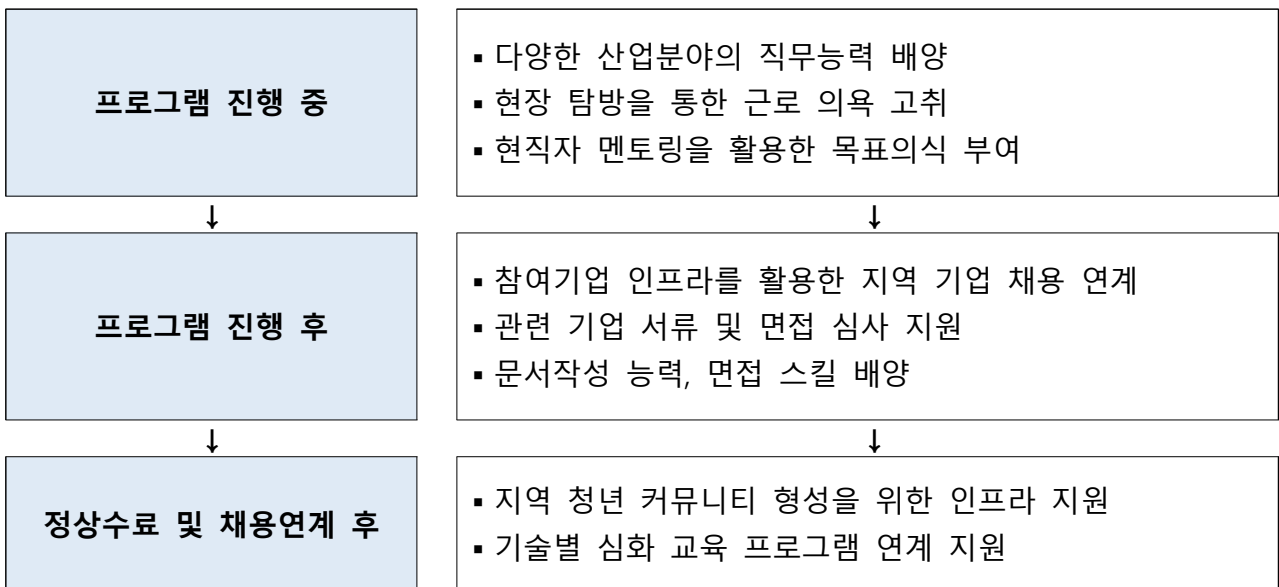 프로그램 진행 중
▪ 다양한 산업분야의 직무능력 배양
▪ 현장 탐방을 통한 근로 의욕 고취
▪ 현직자 멘토링을 활용한 목표의식 부여
↓ ↓
프로그램 진행 후
▪ 참여기업 인프라를 활용한 지역 기업 채용 연계
▪ 관련 기업 서류 및 면접 심사 지원
▪ 문서작성 능력, 면접 스킬 배양
↓ ↓
정상수료 및 채용연계 후
▪ 지역 청년 커뮤니티 형성을 위한 인프라 지원
▪ 기술별 심화 교육 프로그램 연계 지원